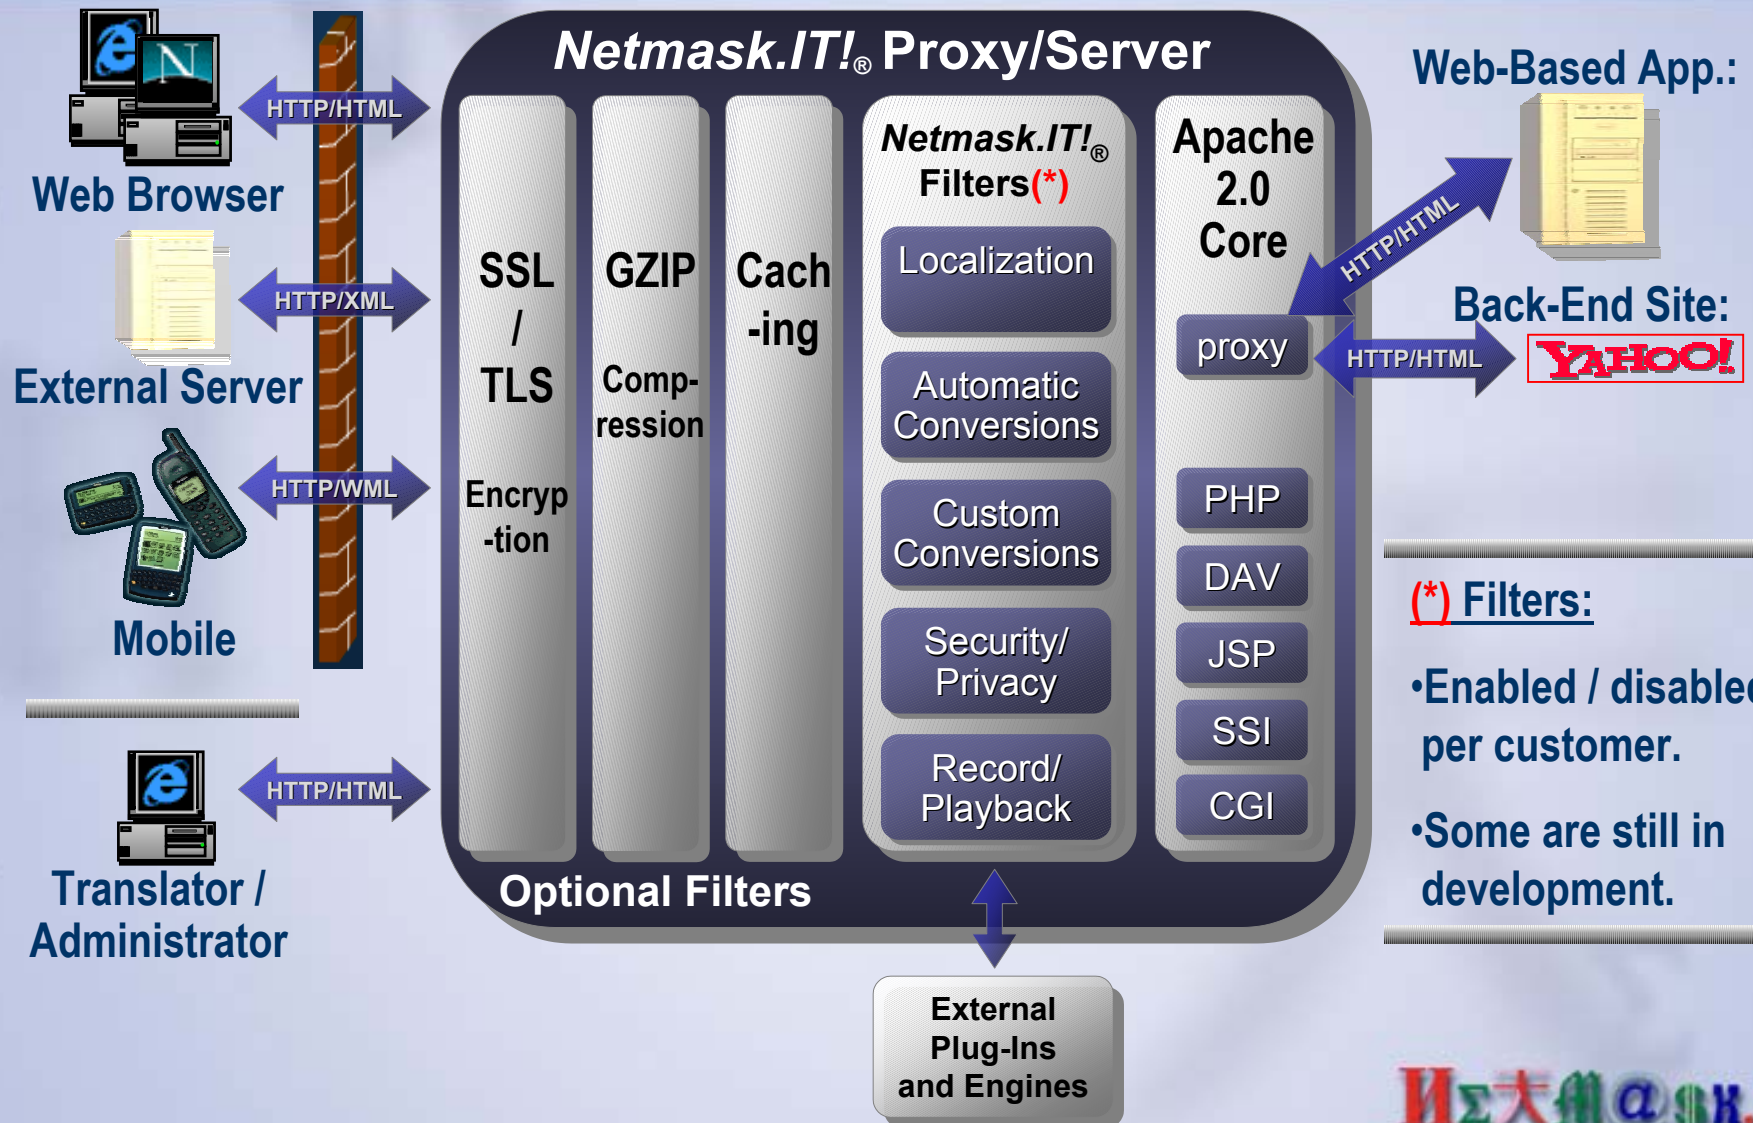 Netmask.IT!® Proxy/Server
Web Browser
External Server
Mobile
Translator /
Administrator
HTTP/HTML
HTTP/XML
HTTP/WML
HTTP/HTML
SSL
/
TLS
Encryp
-tion
GZIP
Comp-
ression
Cach
-ing
Netmask.IT!®
Filters(*)
Localization
Automatic
Conversions
Custom
Conversions
Security/
Privacy
Record/
Playback
Apache
2.0
Core
proxy
PHP
DAV
JSP
SSI
CGI
Optional Filters
External
Plug-Ins
and Engines
HTTP/HTML
HTTP/HTML
Web-Based App.:
Back-End Site:
YAHOO!
(*) Filters:
•Enabled / disabled
per customer.
•Some are still in
development.